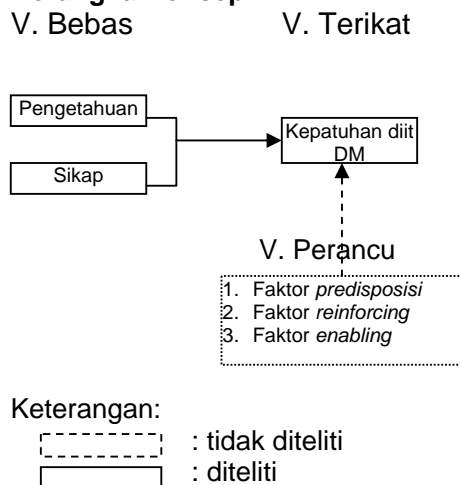 V. Bebas V. Terikat
Pengetahuan
Kepatuhan diit
DM
Sikap
V. Perancu
1. Faktor predisposisi
2. Faktor reinforcing
3. Faktor enabling
Keterangan:
: tidak diteliti
: diteliti